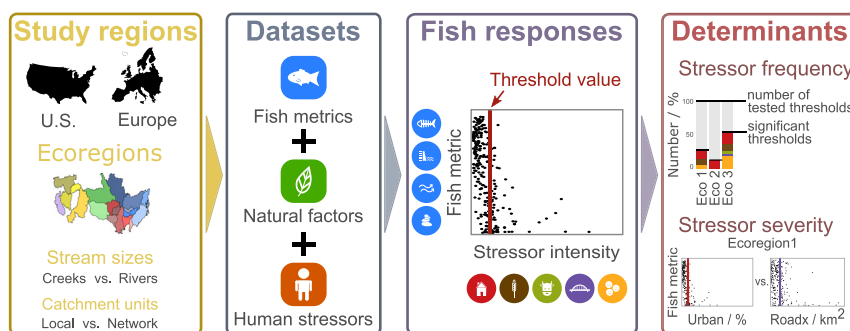 Study regions
U.S.
Europe
Ecoregions
Stream sizes
Creeks vs. Rivers
Catchment units
Local vs. Network
Datasets
Fish metrics
+
Natural factors
+
Human stressors
Fish responses
Threshold value
Fish metric
Stressor intensity
Determinants
Stressor frequency
Number / %
100
50
0
number of
tested thresholds
significant
thresholds
Eco 1
Eco 2
Eco 3
Stressor severity
Ecoregion1
Fish metric
vs.
Urban / %
Roadx / km2